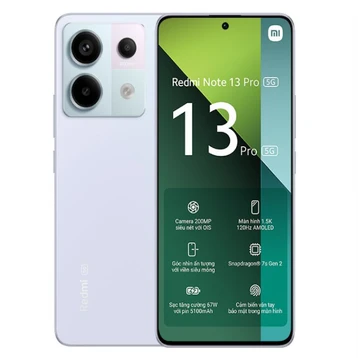 Redmi Note 13 Pro 5G
13 Pro 5G
Camera 200MP
siêu nét với OIS
Màn hình 1.5K
120Hz AMOLED
Góc nhìn ấn tượng
với viền siêu mỏng
Snapdragon® 7s Gen 2
Sạc tăng cường 67W
với pin 5100mAh
Cảm biến vân tay
bảo mật trong màn hình
Redmi 5G